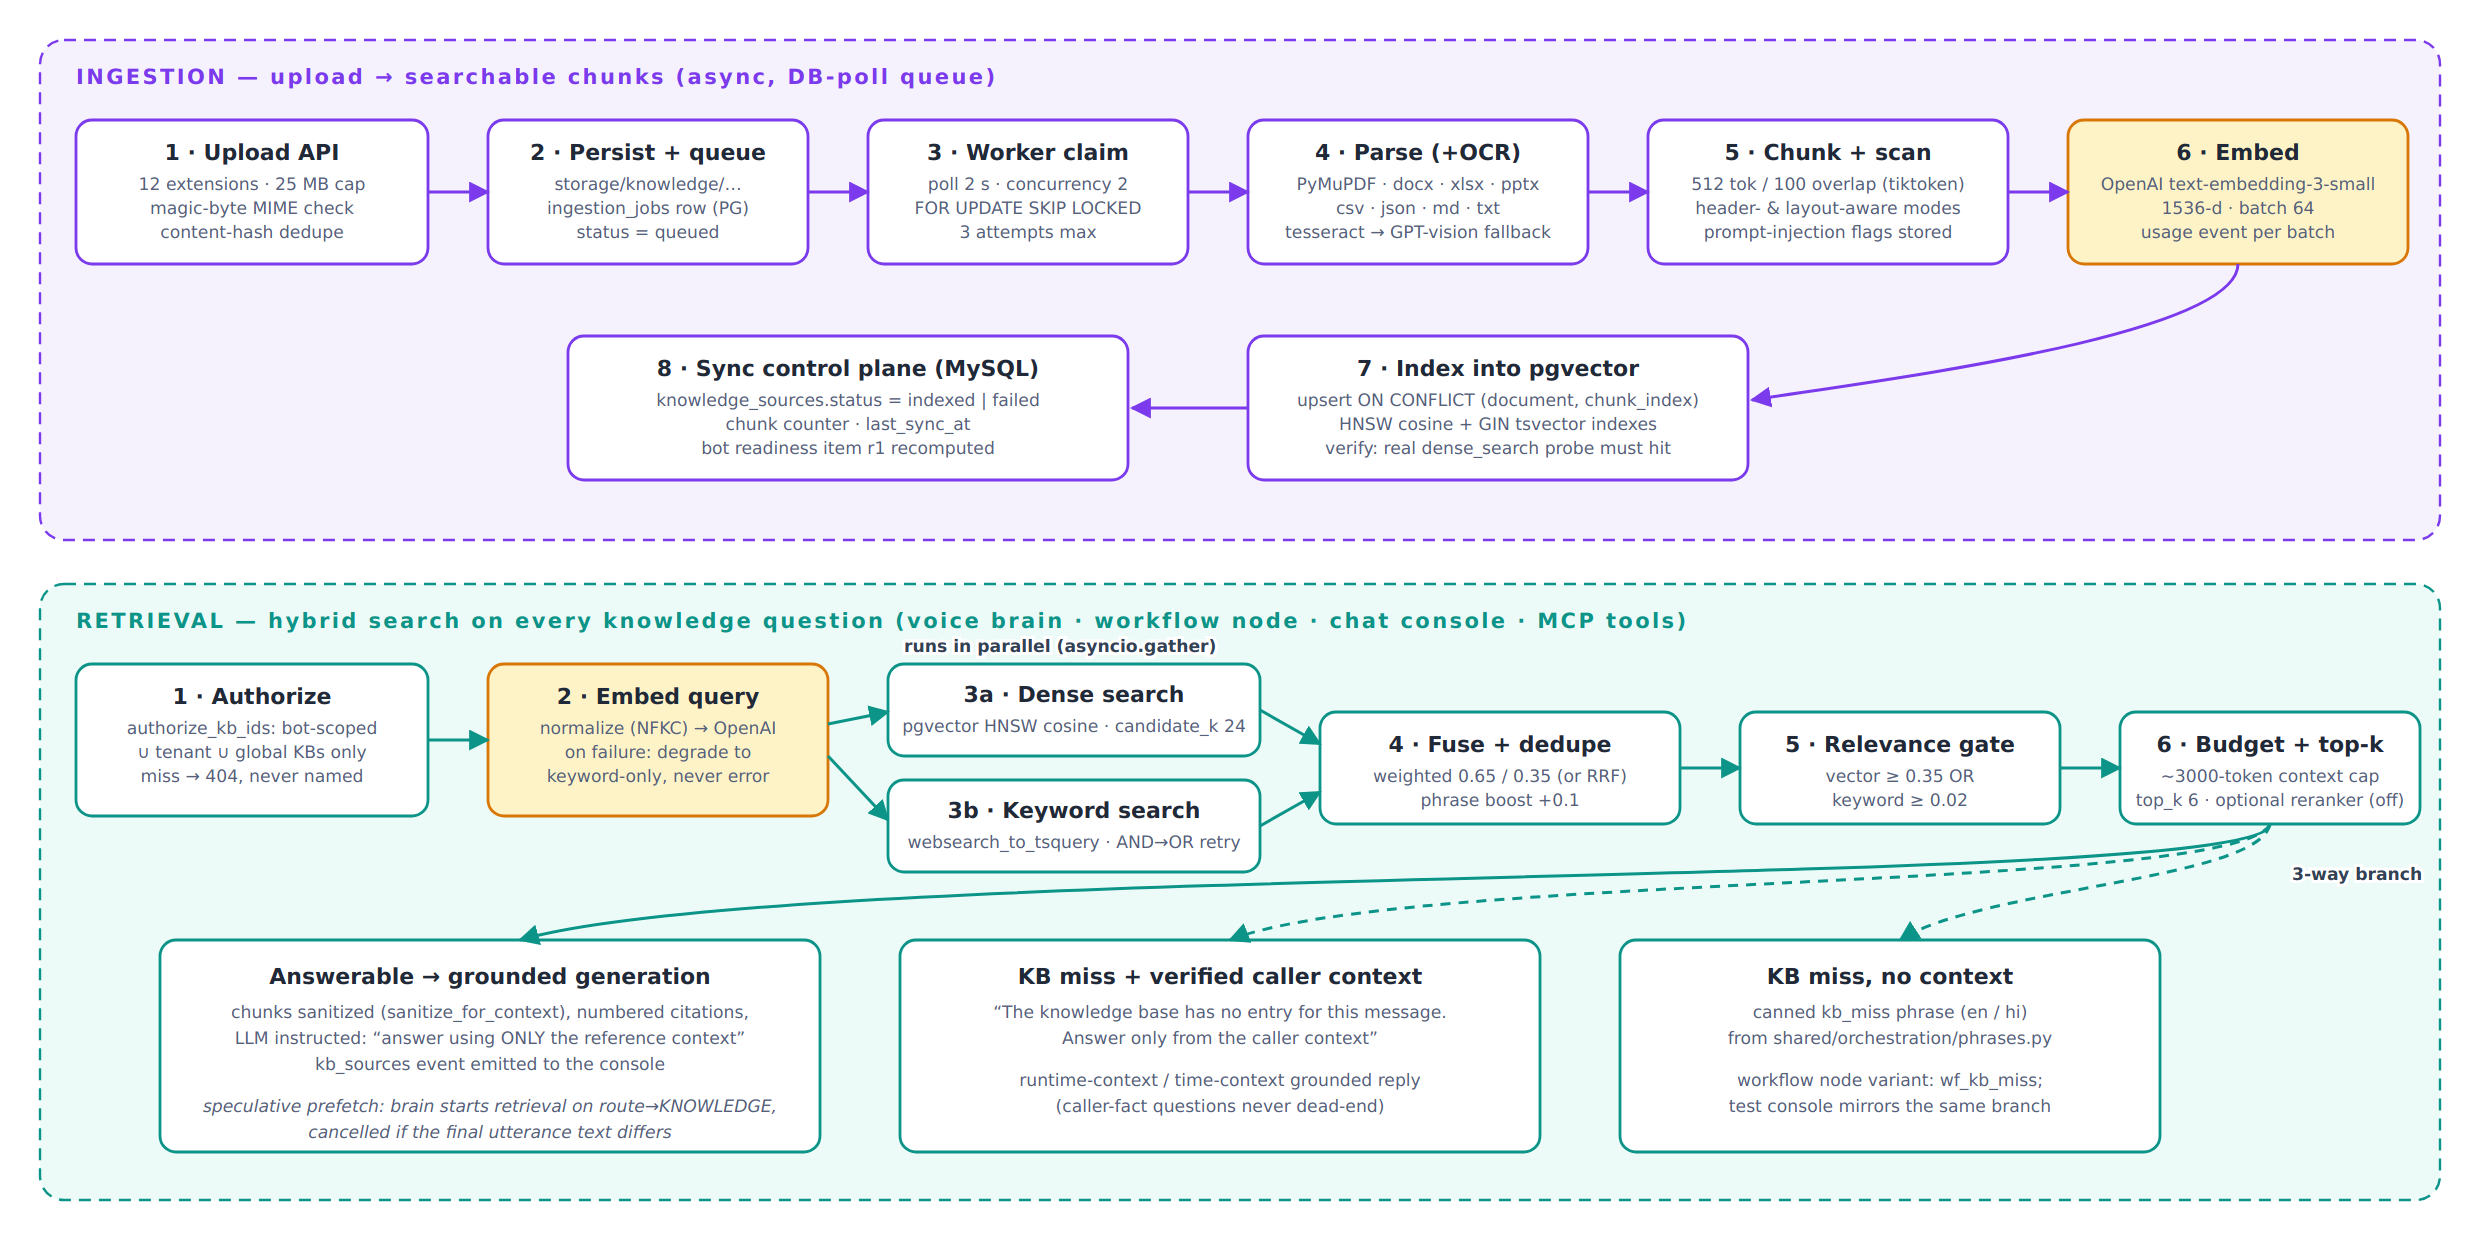 INGESTION — upload → searchable chunks (async, DB-poll queue)
1 · Upload API
12 extensions · 25 MB cap
magic-byte MIME check
content-hash dedupe
2 · Persist + queue
storage/knowledge/…
ingestion_jobs row (PG)
status = queued
3 · Worker claim
poll 2 s · concurrency 2
FOR UPDATE SKIP LOCKED
3 attempts max
4 · Parse (+OCR)
PyMuPDF · docx · xlsx · pptx
csv · json · md · txt
tesseract → GPT-vision fallback
5 · Chunk + scan
512 tok / 100 overlap (tiktoken)
header- & layout-aware modes
prompt-injection flags stored
6 · Embed
OpenAI text-embedding-3-small
1536-d · batch 64
usage event per batch
8 · Sync control plane (MySQL)
knowledge_sources.status = indexed | failed
chunk counter · last_sync_at
bot readiness item r1 recomputed
7 · Index into pgvector
upsert ON CONFLICT (document, chunk_index)
HNSW cosine + GIN tsvector indexes
verify: real dense_search probe must hit
RETRIEVAL — hybrid search on every knowledge question (voice brain · workflow node · chat console · MCP tools)
runs in parallel (asyncio.gather)
1 · Authorize
authorize_kb_ids: bot-scoped
∪ tenant ∪ global KBs only
miss → 404, never named
2 · Embed query
normalize (NFKC) → OpenAI
on failure: degrade to
keyword-only, never error
3a · Dense search
pgvector HNSW cosine · candidate_k 24
3b · Keyword search
websearch_to_tsquery · AND→OR retry
4 · Fuse + dedupe
weighted 0.65 / 0.35 (or RRF)
phrase boost +0.1
5 · Relevance gate
vector ≥ 0.35 OR
keyword ≥ 0.02
6 · Budget + top-k
~3000-token context cap
top_k 6 · optional reranker (off)
3-way branch
Answerable → grounded generation
chunks sanitized (sanitize_for_context), numbered citations,
LLM instructed: “answer using ONLY the reference context”
kb_sources event emitted to the console
speculative prefetch: brain starts retrieval on route→KNOWLEDGE,
cancelled if the final utterance text differs
KB miss + verified caller context
“The knowledge base has no entry for this message.
Answer only from the caller context”
runtime-context / time-context grounded reply
(caller-fact questions never dead-end)
KB miss, no context
canned kb_miss phrase (en / hi)
from shared/orchestration/phrases.py
workflow node variant: wf_kb_miss;
test console mirrors the same branch